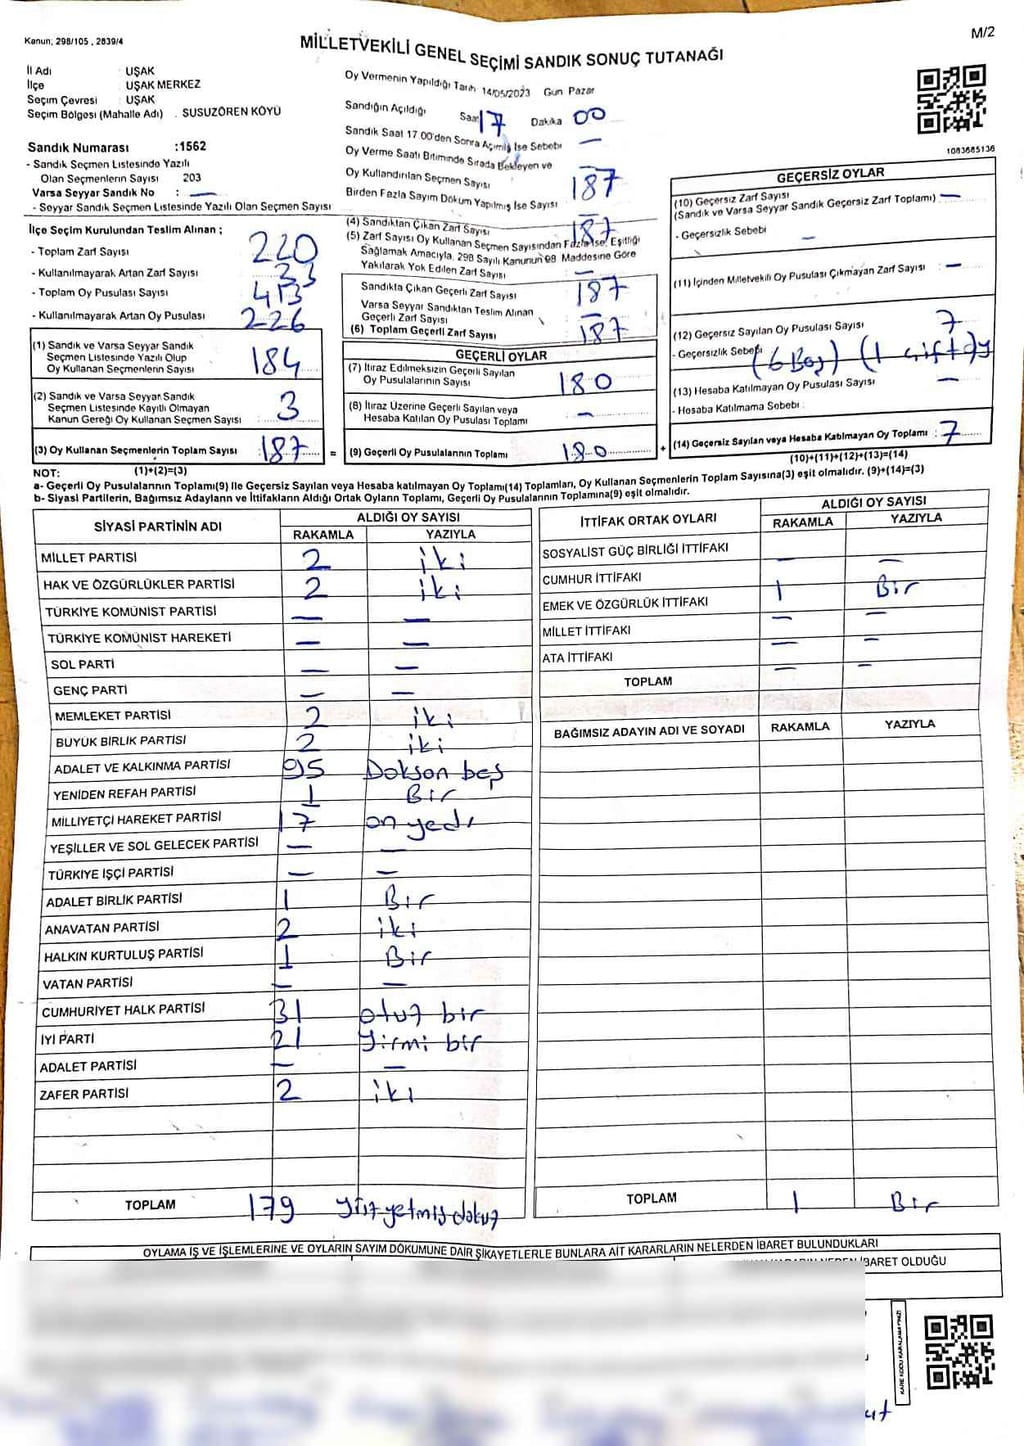 Kanun; 298/105 , 2839/4
MİLLETVEKİLİ GENEL SEÇİMİ SANDIK SONUÇ TUTANAĞI
M/2
İl Adı : UŞAK
İlçe : UŞAK MERKEZ
Seçim Çevresi : UŞAK
Seçim Bölgesi (Mahalle Adı) . SUSUZÖREN KÖYÜ
Sandık Numarası :1562
- Sandık Seçmen Listesinde Yazılı
Olan Seçmenlerin Sayısı 203
Varsa Seyyar Sandık No : —
- Seyyar Sandık Seçmen Listesinde Yazılı Olan Seçmen Sayısı
Oy Vermenin Yapıldığı Tarih 14/05/2023 Gün Pazar
Sandığın Açıldığı Saat 17 Dakika 00
Sandık Saat 17.00'den Sonra Açılmış İse Sebebi —
Oy Verme Saati Bitiminde Sırada Bekleyen ve
Oy Kullandırılan Seçmen Sayısı 187
Birden Fazla Sayım Döküm Yapılmış İse Sayısı —
1083685136
İlçe Seçim Kurulundan Teslim Alınan ;
- Toplam Zarf Sayısı 220
- Kullanılmayarak Artan Zarf Sayısı 33
- Toplam Oy Pusulası Sayısı 413
- Kullanılmayarak Artan Oy Pusulası 226
(1) Sandık ve Varsa Seyyar Sandık
Seçmen Listesinde Yazılı Olup
Oy Kullanan Seçmenlerin Sayısı 184
(2) Sandık ve Varsa Seyyar Sandık
Seçmen Listesinde Kayıtlı Olmayan
Kanun Gereği Oy Kullanan Seçmen Sayısı 3
(3) Oy Kullanan Seçmenlerin Toplam Sayısı 187 =
(1)+(2)=(3)
(4) Sandıktan Çıkan Zarf Sayısı 187
(5) Zarf Sayısı Oy Kullanan Seçmen Sayısından Fazla İse, Eşitliği
Sağlamak Amacıyla, 298 Sayılı Kanunun 98 Maddesine Göre
Yakılarak Yok Edilen Zarf Sayısı —
Sandıkta Çıkan Geçerli Zarf Sayısı 187
Varsa Seyyar Sandıktan Teslim Alınan
Geçerli Zarf Sayısı —
(6) Toplam Geçerli Zarf Sayısı 187
GEÇERLİ OYLAR
(7) İtiraz Edilmeksizin Geçerli Sayılan
Oy Pusulalarının Sayısı 180
(8) İtiraz Üzerine Geçerli Sayılan veya
Hesaba Katılan Oy Pusulası Toplamı —
(9) Geçerli Oy Pusulalarının Toplamı 180 +
GEÇERSİZ OYLAR
(10) Geçersiz Zarf Sayısı
(Sandık ve Varsa Seyyar Sandık Geçersiz Zarf Toplamı) —
- Geçersizlik Sebebi —
(11) İçinden Milletvekili Oy Pusulası Çıkmayan Zarf Sayısı —
(12) Geçersiz Sayılan Oy Pusulası Sayısı 7
- Geçersizlik Sebebi (6 Boş) (1 çift oy
(13) Hesaba Katılmayan Oy Pusulası Sayısı —
- Hesaba Katılmama Sebebi :
(14) Geçersiz Sayılan veya Hesaba Katılmayan Oy Toplamı : 7
(10)+(11)+(12)+(13)=(14)
NOT:
a- Geçerli Oy Pusulalarının Toplamı(9) İle Geçersiz Sayılan veya Hesaba katılmayan Oy Toplamı(14) Toplamları, Oy Kullanan Seçmenlerin Toplam Sayısına(3) eşit olmalıdır. (9)+(14)=(3)
b- Siyasi Partilerin, Bağımsız Adayların ve İttifakların Aldığı Ortak Oyların Toplamı, Geçerli Oy Pusulalarının Toplamına(9) eşit olmalıdır.
SİYASİ PARTİNİN ADI ALDIĞI OY SAYISI
RAKAMLA YAZIYLA
MİLLET PARTİSİ 2 iki
HAK VE ÖZGÜRLÜKLER PARTİSİ 2 iki
TÜRKİYE KOMÜNİST PARTİSİ — —
TÜRKİYE KOMÜNİST HAREKETİ — —
SOL PARTİ — —
GENÇ PARTİ — —
MEMLEKET PARTİSİ 2 iki
BÜYÜK BİRLİK PARTİSİ 2 iki
ADALET VE KALKINMA PARTİSİ 95 Doksan beş
YENİDEN REFAH PARTİSİ 1 Bir
MİLLİYETÇİ HAREKET PARTİSİ 17 on yedi
YEŞİLLER VE SOL GELECEK PARTİSİ — —
TÜRKİYE İŞÇİ PARTİSİ — —
ADALET BİRLİK PARTİSİ 1 Bir
ANAVATAN PARTİSİ 2 iki
HALKIN KURTULUŞ PARTİSİ 1 Bir
VATAN PARTİSİ — —
CUMHURİYET HALK PARTİSİ 31 otuz bir
İYİ PARTİ 21 yirmi bir
ADALET PARTİSİ — —
ZAFER PARTİSİ 2 iki
TOPLAM 179 yüz yetmiş dokuz
İTTİFAK ORTAK OYLARI ALDIĞI OY SAYISI
RAKAMLA YAZIYLA
SOSYALİST GÜÇ BİRLİĞİ İTTİFAKI — —
CUMHUR İTTİFAKI 1 Bir
EMEK VE ÖZGÜRLÜK İTTİFAKI — —
MİLLET İTTİFAKI — —
ATA İTTİFAKI — —
TOPLAM
BAĞIMSIZ ADAYIN ADI VE SOYADI RAKAMLA YAZIYLA
TOPLAM 1 Bir
OYLAMA İŞ VE İŞLEMLERİNE VE OYLARIN SAYIM DÖKÜMÜNE DAİR ŞİKAYETLERLE BUNLARA AİT KARARLARIN NELERDEN İBARET BULUNDUKLARI
İBARET OLDUĞU
KARE KODU KARALAMAYINIZ